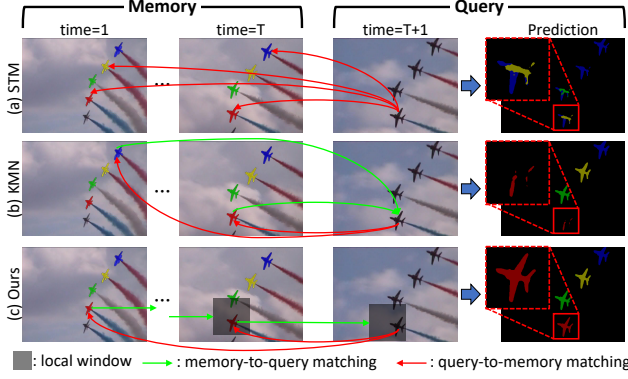 Memory Query
time=1 time=T time=T+1 Prediction
(a) STM
...
(b) KMN
...
(c) Ours
...
: local window : memory-to-query matching : query-to-memory matching